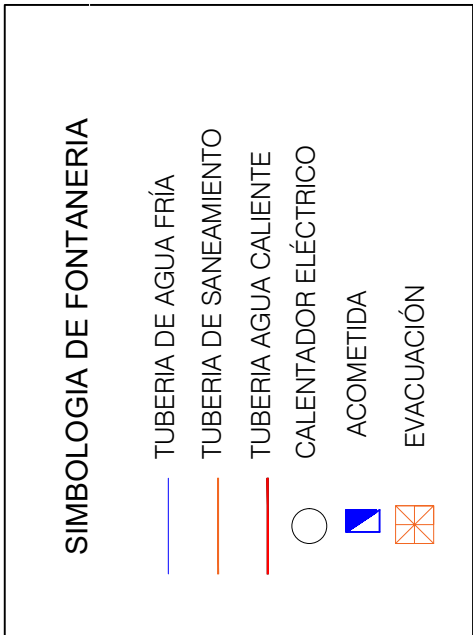 SIMBOLOGIA DE FONTANERIA
TUBERIA DE AGUA FRÍA
TUBERIA DE SANEAMIENTO
TUBERIA AGUA CALIENTE
CALENTADOR ELÉCTRICO
ACOMETIDA
EVACUACIÓN